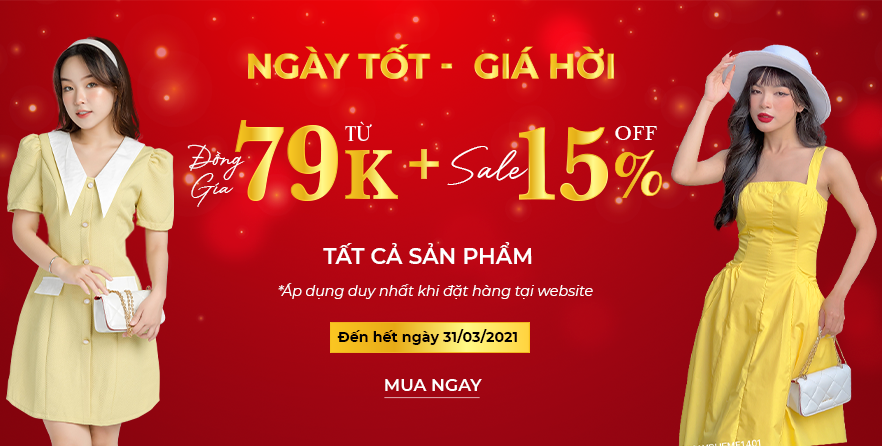 NGÀY TỐT - GIÁ HỜI
Đồng Gía TỪ 79K + Sale 15% OFF
TẤT CẢ SẢN PHẨM
*Áp dụng duy nhất khi đặt hàng tại website
Đến hết ngày 31/03/2021
MUA NGAY